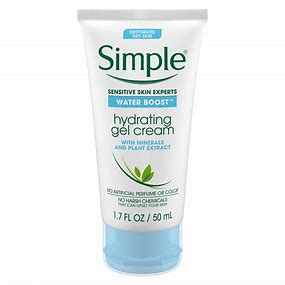 DEHYDRATED
DRY SKIN
Simple®
SENSITIVE SKIN EXPERTS
WATER BOOST™
hydrating
gel cream
WITH MINERALS
AND PLANT EXTRACT
NO ARTIFICIAL PERFUME OR COLOR
NO HARSH CHEMICALS
THAT CAN UPSET YOUR SKIN
1.7 FL OZ / 50 mL